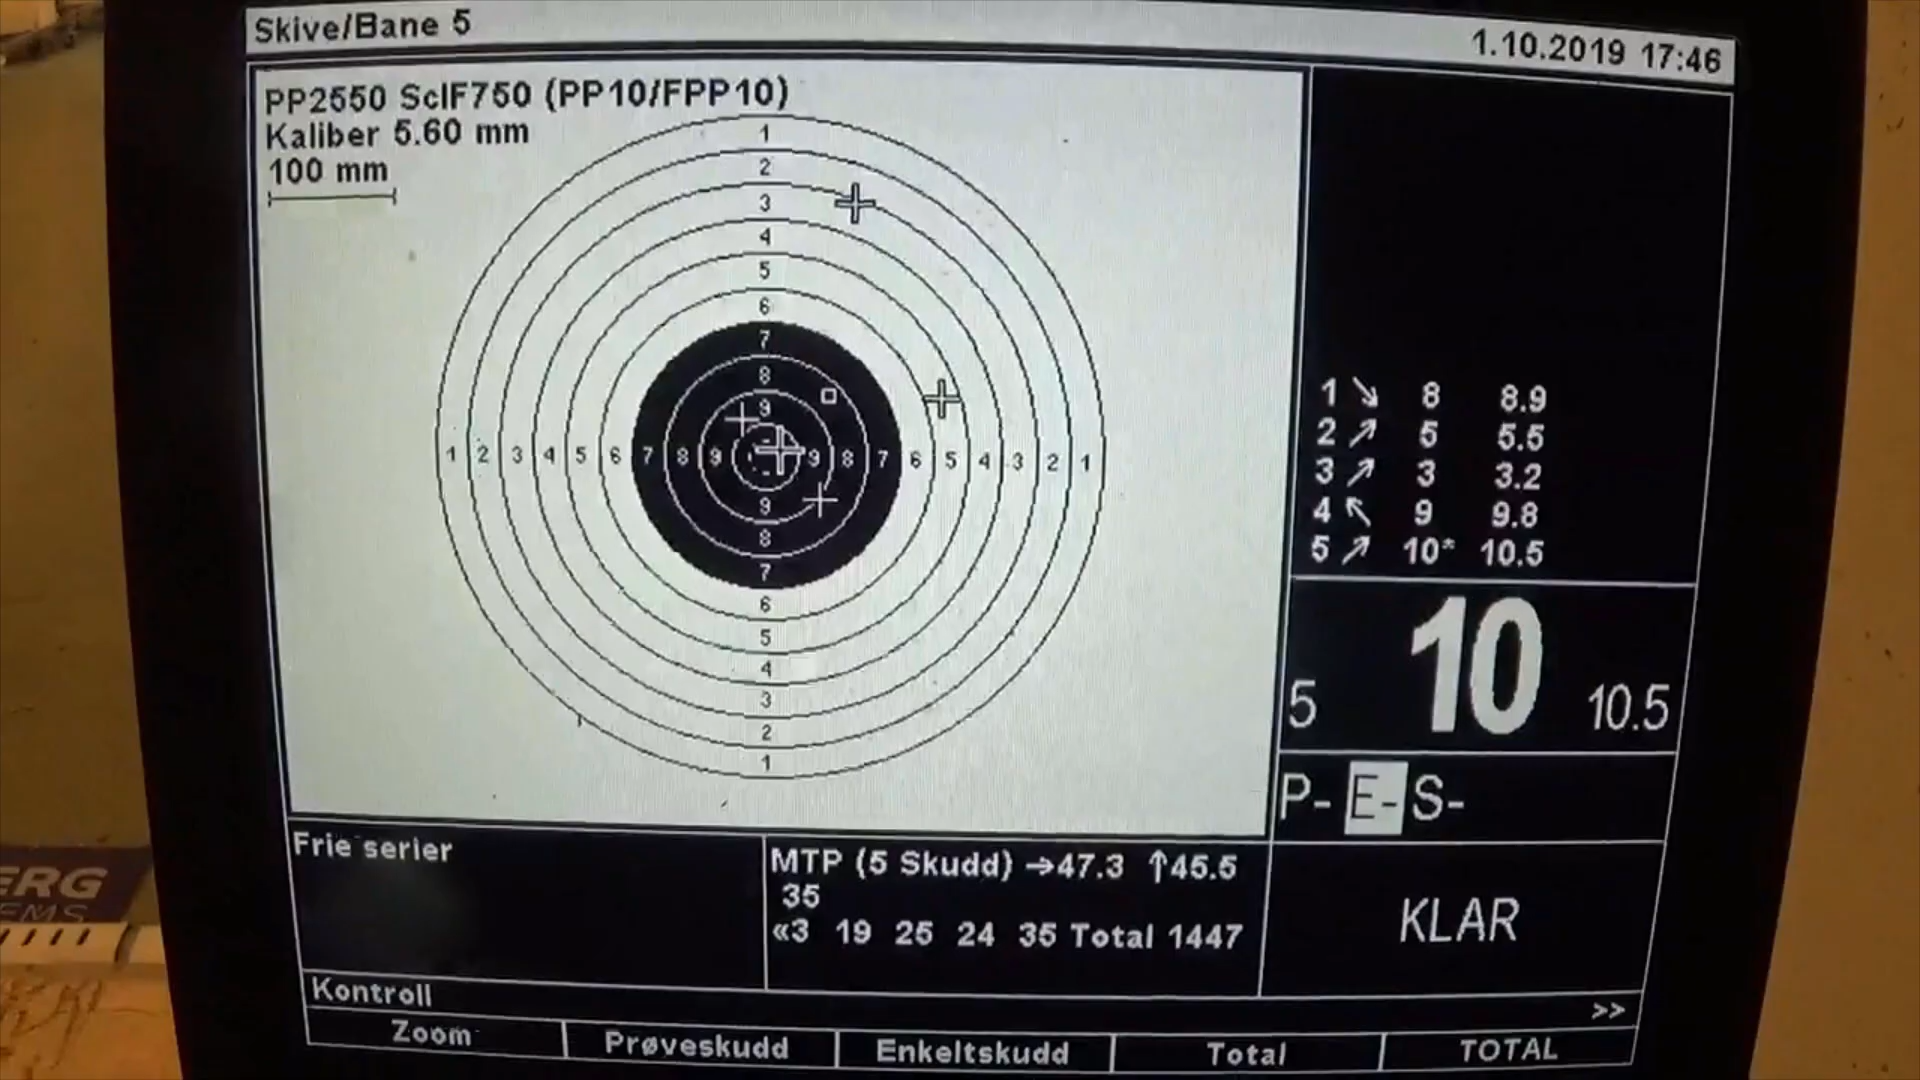 Skive/Bane 5
1.10.2019 17:46
PP2550 SclF750 (PP10/FPP10)
Kaliber 5.60 mm
100 mm
1
2
3
4
5
6
7
8
9
1 2 3 4 5 6 7 8 9 9 8 7 6 5 4 3 2 1
9
8
7
6
5
4
3
2
1
1 ↘ 8 8.9
2 ↗ 5 5.5
3 ↗ 3 3.2
4 ↖ 9 9.8
5 ↗ 10* 10.5
5 10 10.5
P- E- S-
Frie serier
MTP (5 Skudd) →47.3 ↑45.5
35
«3 19 25 24 35 Total 1447
KLAR
Kontroll
>>
Zoom Prøveskudd Enkeltskudd Total TOTAL
ERG
EMS